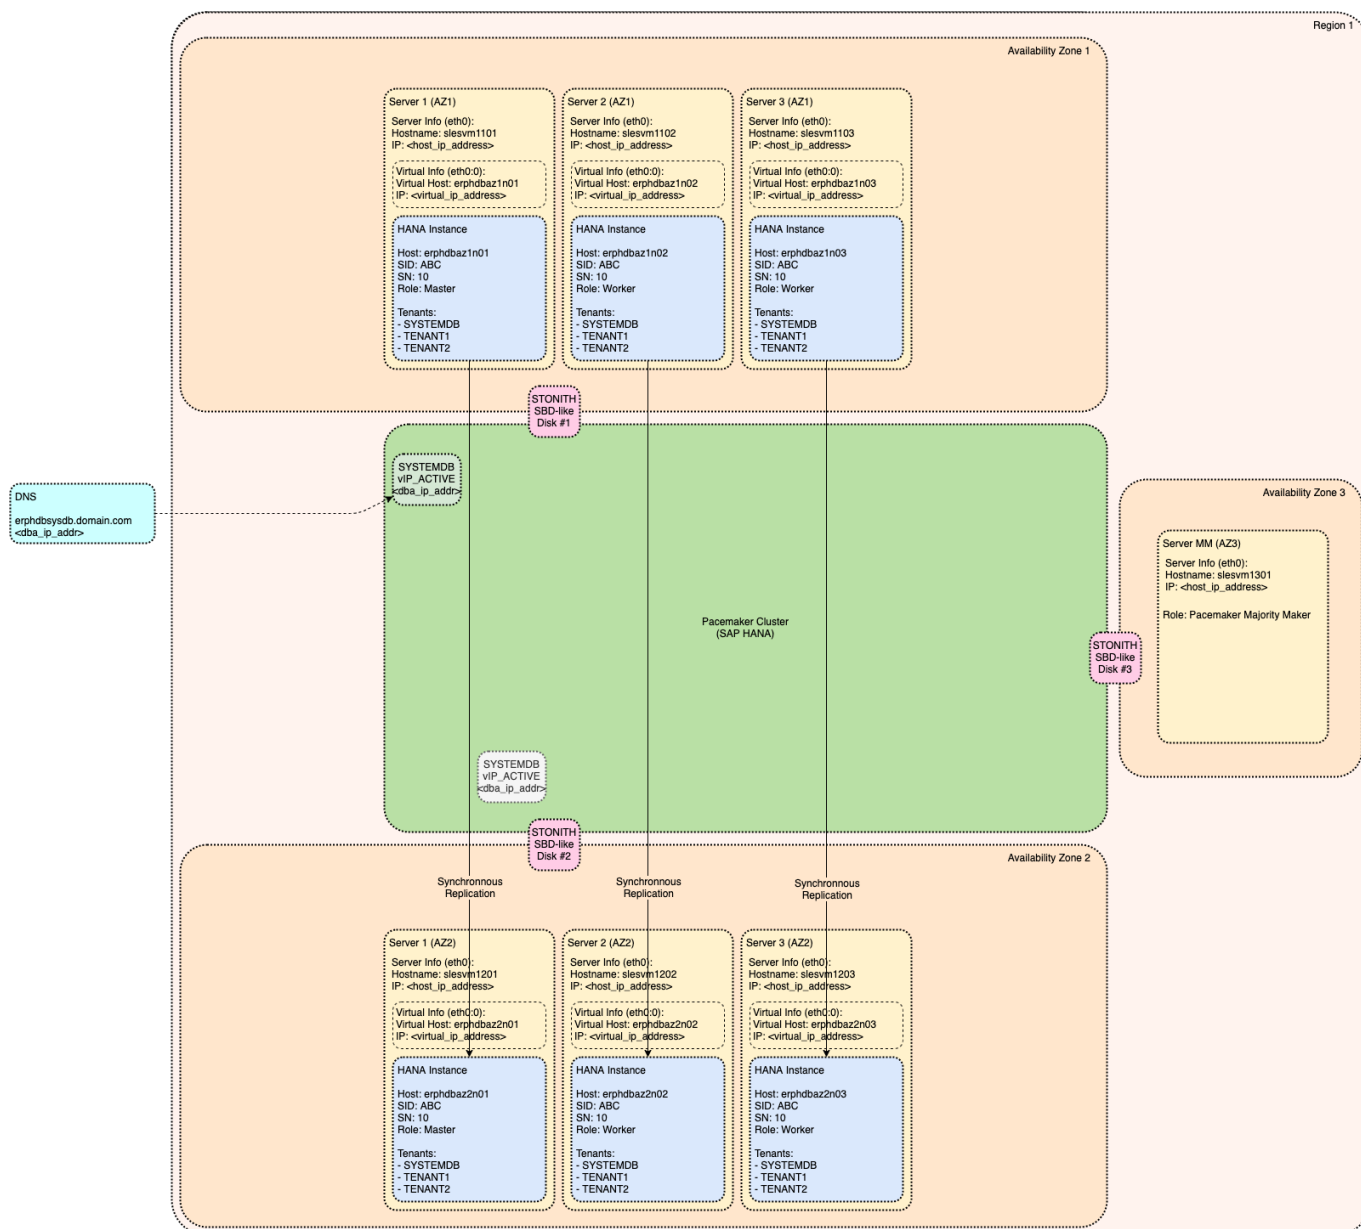 Region 1
Availability Zone 1
Server 1 (AZ1)
Server Info (eth0):
Hostname: slesvm1101
IP: <host_ip_address>
Virtual Info (eth0:0):
Virtual Host: erphdbaz1n01
IP: <virtual_ip_address>
HANA Instance
Host: erphdbaz1n01
SID: ABC
SN: 10
Role: Master
Tenants:
- SYSTEMDB
- TENANT1
- TENANT2
Server 2 (AZ1)
Server Info (eth0):
Hostname: slesvm1102
IP: <host_ip_address>
Virtual Info (eth0:0):
Virtual Host: erphdbaz1n02
IP: <virtual_ip_address>
HANA Instance
Host: erphdbaz1n02
SID: ABC
SN: 10
Role: Worker
Tenants:
- SYSTEMDB
- TENANT1
- TENANT2
Server 3 (AZ1)
Server Info (eth0):
Hostname: slesvm1103
IP: <host_ip_address>
Virtual Info (eth0:0):
Virtual Host: erphdbaz1n03
IP: <virtual_ip_address>
HANA Instance
Host: erphdbaz1n03
SID: ABC
SN: 10
Role: Worker
Tenants:
- SYSTEMDB
- TENANT1
- TENANT2
STONITH
SBD-like
Disk #1
SYSTEMDB
vIP_ACTIVE
<dba_ip_addr>
DNS
erphdbsysdb.domain.com
<dba_ip_addr>
Pacemaker Cluster
(SAP HANA)
Availability Zone 3
Server MM (AZ3)
Server Info (eth0):
Hostname: slesvm1301
IP: <host_ip_address>
Role: Pacemaker Majority Maker
STONITH
SBD-like
Disk #3
SYSTEMDB
vIP_ACTIVE
<dba_ip_addr>
STONITH
SBD-like
Disk #2
Availability Zone 2
Synchronnous
Replication
Synchronnous
Replication
Synchronnous
Replication
Server 1 (AZ2)
Server Info (eth0):
Hostname: slesvm1201
IP: <host_ip_address>
Virtual Info (eth0:0):
Virtual Host: erphdbaz2n01
IP: <virtual_ip_address>
HANA Instance
Host: erphdbaz2n01
SID: ABC
SN: 10
Role: Master
Tenants:
- SYSTEMDB
- TENANT1
- TENANT2
Server 2 (AZ2)
Server Info (eth0):
Hostname: slesvm1202
IP: <host_ip_address>
Virtual Info (eth0:0):
Virtual Host: erphdbaz2n02
IP: <virtual_ip_address>
HANA Instance
Host: erphdbaz2n02
SID: ABC
SN: 10
Role: Worker
Tenants:
- SYSTEMDB
- TENANT1
- TENANT2
Server 3 (AZ2)
Server Info (eth0):
Hostname: slesvm1203
IP: <host_ip_address>
Virtual Info (eth0:0):
Virtual Host: erphdbaz2n03
IP: <virtual_ip_address>
HANA Instance
Host: erphdbaz2n03
SID: ABC
SN: 10
Role: Worker
Tenants:
- SYSTEMDB
- TENANT1
- TENANT2